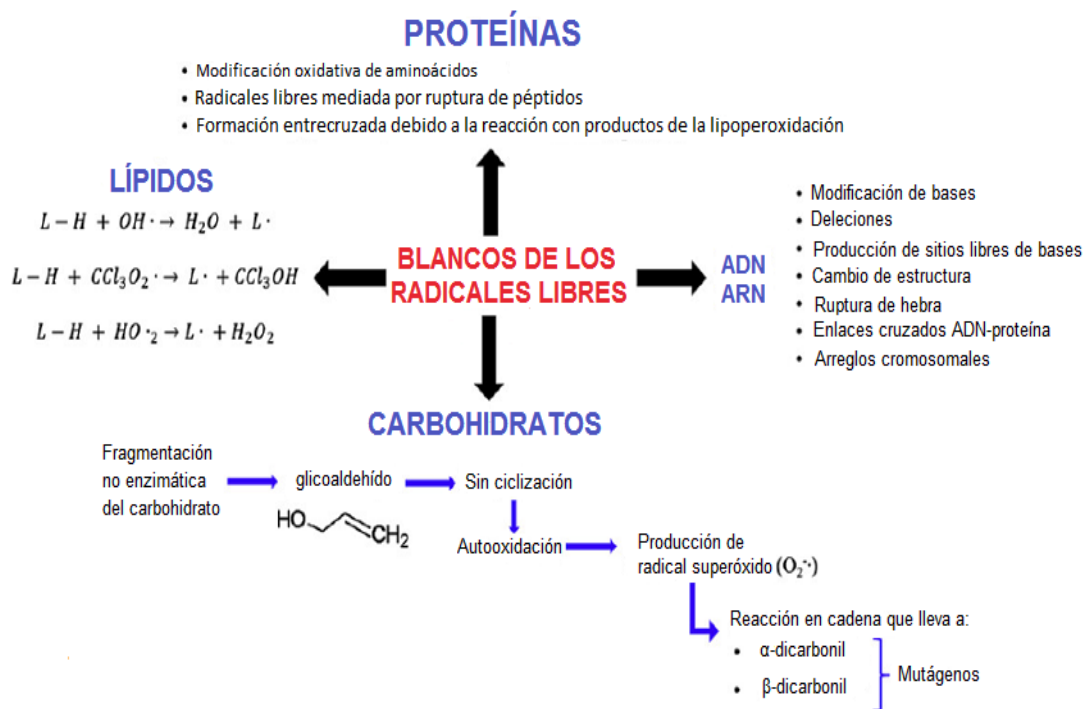 PROTEÍNAS
• Modificación oxidativa de aminoácidos
• Radicales libres mediada por ruptura de péptidos
• Formación entrecruzada debido a la reacción con productos de la lipoperoxidación
LÍPIDOS
L − H + OH· → H₂O + L·
L − H + CCl₃O₂· → L· + CCl₃OH
L − H + HO·₂ → L· + H₂O₂
BLANCOS DE LOS
RADICALES LIBRES
ADN
ARN
• Modificación de bases
• Deleciones
• Producción de sitios libres de bases
• Cambio de estructura
• Ruptura de hebra
• Enlaces cruzados ADN-proteína
• Arreglos cromosomales
CARBOHIDRATOS
Fragmentación
no enzimática
del carbohidrato
glicoaldehído
HO
CH₂
Sin ciclización
Autooxidación
Producción de
radical superóxido (O₂⁻·)
Reacción en cadena que lleva a:
• α-dicarbonil
• β-dicarbonil
Mutágenos